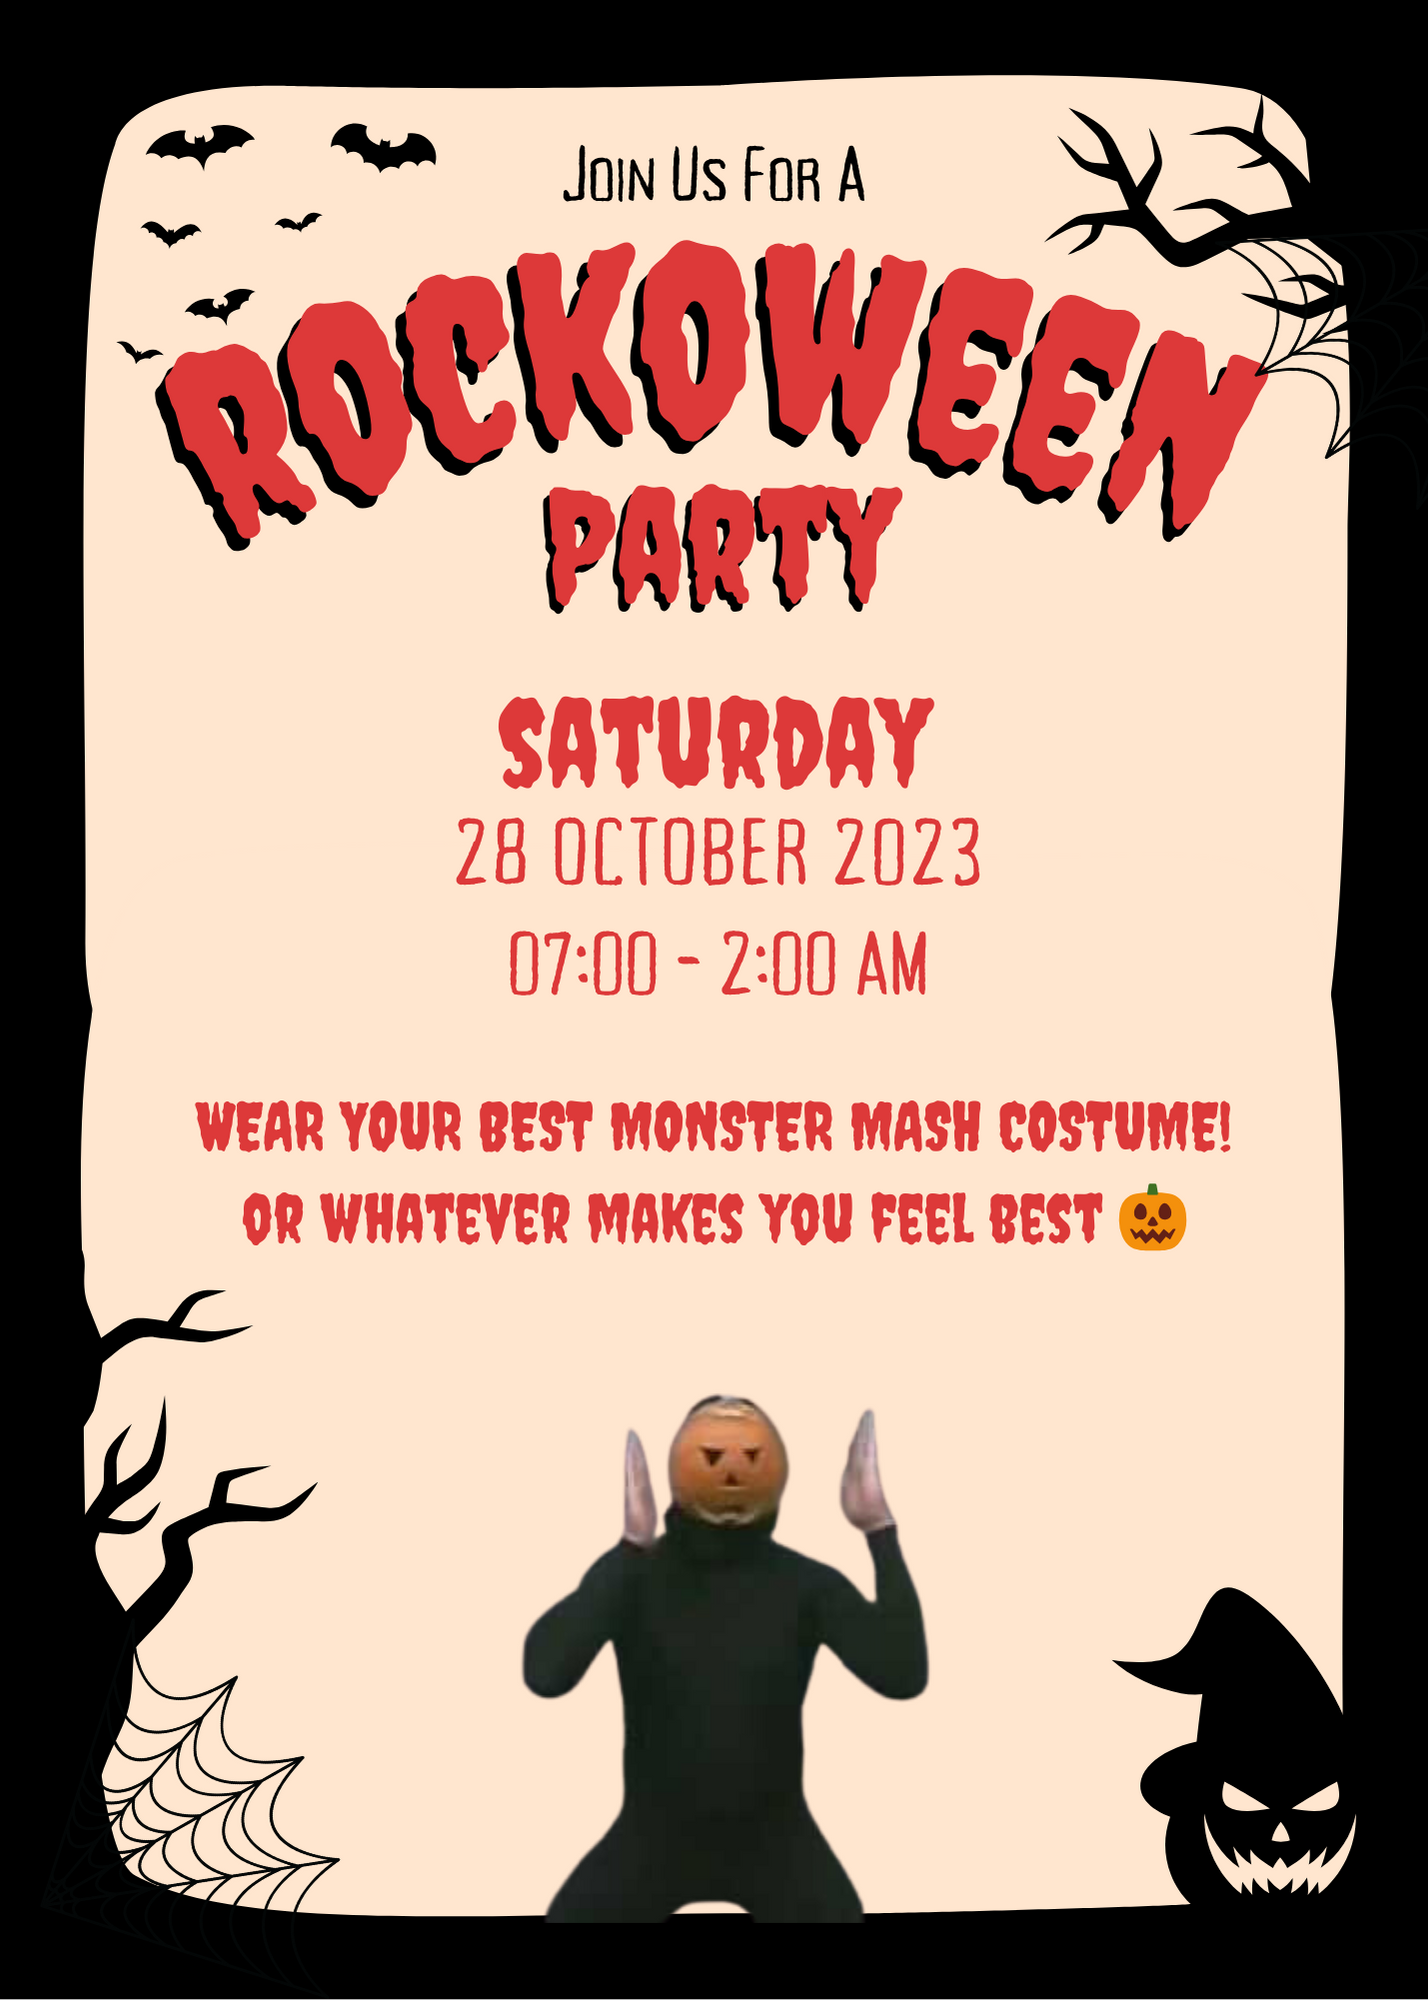 Join Us For A
ROCKOWEEN
PARTY
SATURDAY
28 OCTOBER 2023
07:00 - 2:00 AM
WEAR YOUR BEST MONSTER MASH COSTUME!
OR WHATEVER MAKES YOU FEEL BEST 🎃